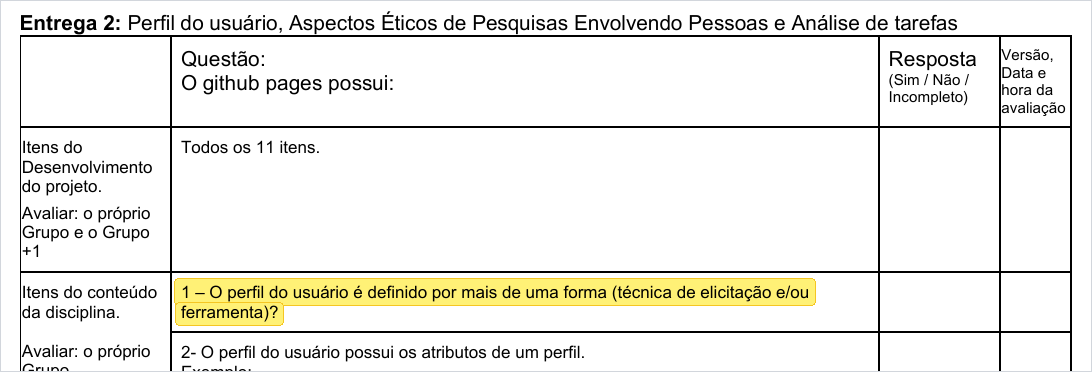 Entrega 2: Perfil do usuário, Aspectos Éticos de Pesquisas Envolvendo Pessoas e Análise de tarefas
Questão:
O github pages possui:
Resposta
(Sim / Não /
Incompleto)
Versão,
Data e
hora da
avaliação
Itens do
Desenvolvimento
do projeto.
Avaliar: o próprio
Grupo e o Grupo
+1
Todos os 11 itens.
Itens do conteúdo
da disciplina.
Avaliar: o próprio
Grupo
1 – O perfil do usuário é definido por mais de uma forma (técnica de elicitação e/ou
ferramenta)?
2- O perfil do usuário possui os atributos de um perfil.
Exemplo: